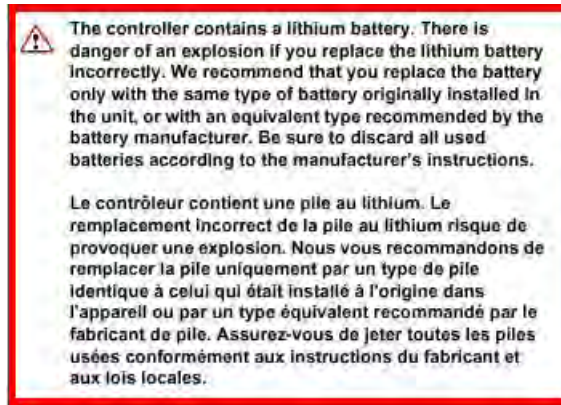 The controller contains a lithium battery. There is
danger of an explosion if you replace the lithium battery
incorrectly. We recommend that you replace the battery
only with the same type of battery originally installed in
the unit, or with an equivalent type recommended by the
battery manufacturer. Be sure to discard all used
batteries according to the manufacturer's instructions.
Le contrôleur contient une pile au lithium. Le
remplacement incorrect de la pile au lithium risque de
provoquer une explosion. Nous vous recommandons de
remplacer la pile uniquement par un type de pile
identique à celui qui était installé à l'origine dans
l'appareil ou par un type équivalent recommandé par le
fabricant de pile. Assurez-vous de jeter toutes les piles
usées conformément aux instructions du fabricant et
aux lois locales.